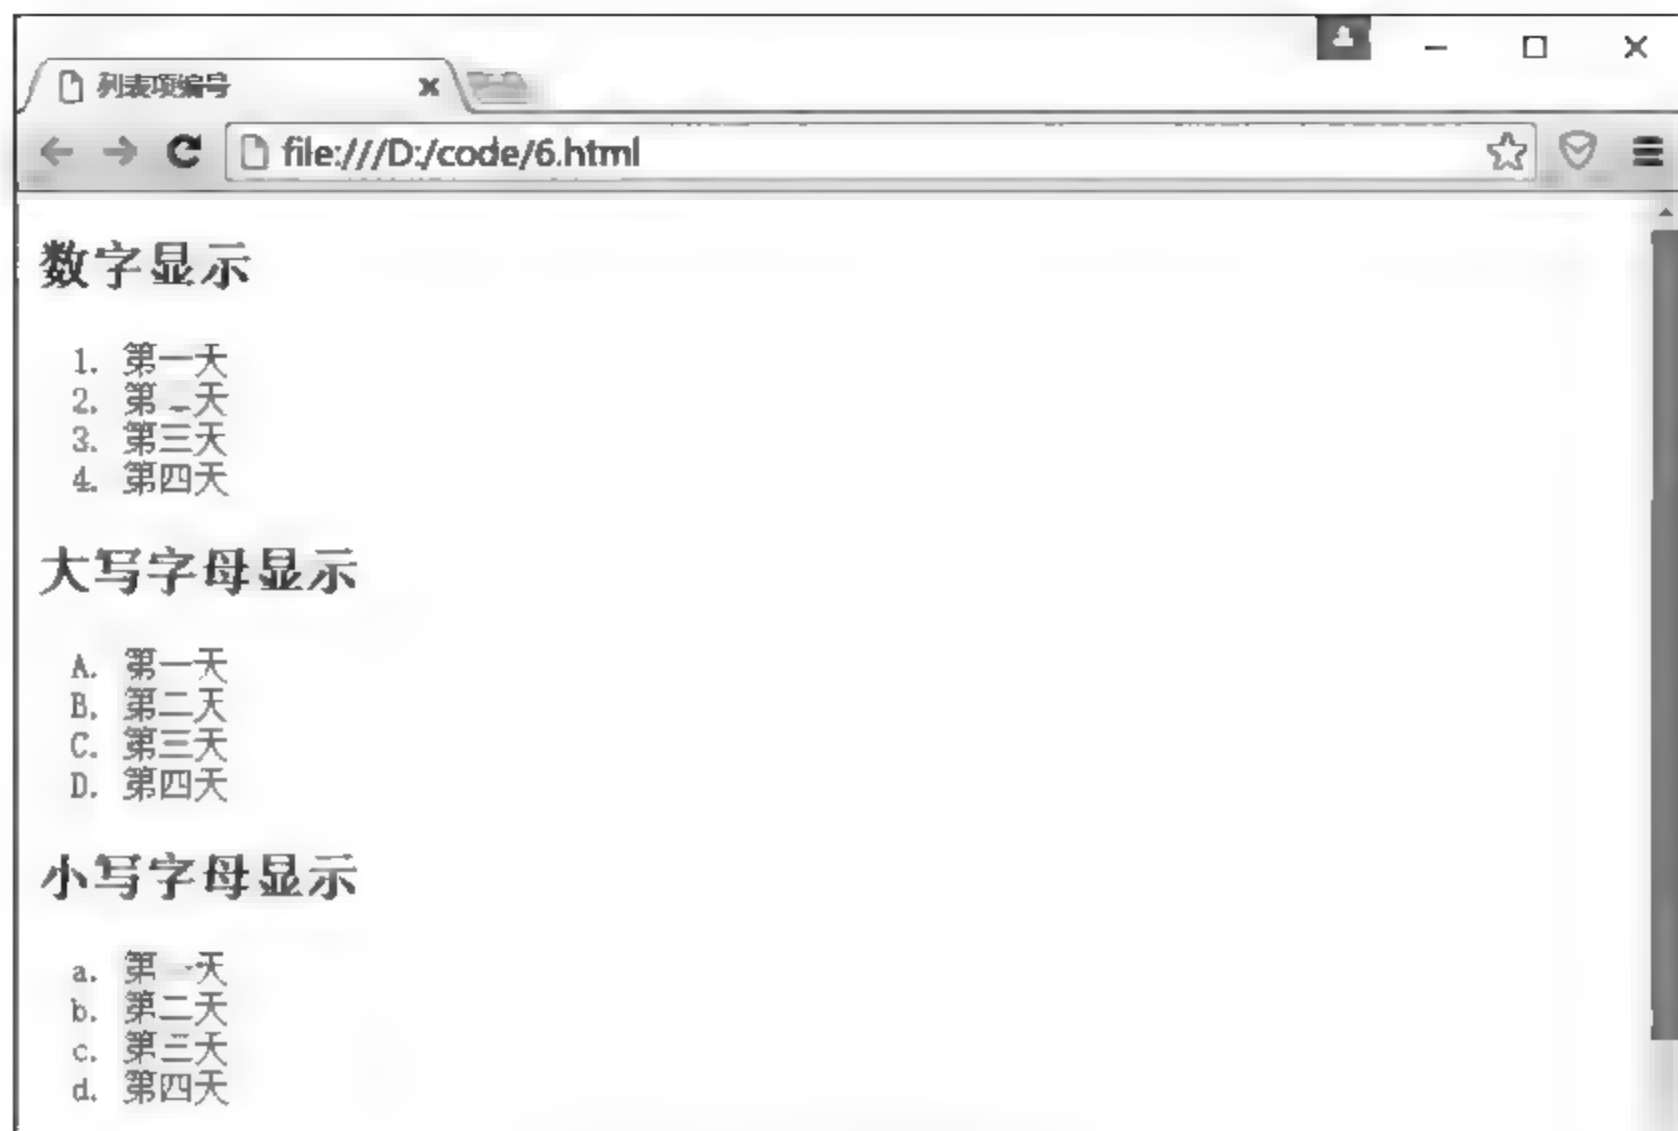 列表项编号
file:///D:/code/6.html
数字显示
1. 第一天
2. 第二天
3. 第三天
4. 第四天
大写字母显示
A. 第一天
B. 第二天
C. 第三天
D. 第四天
小写字母显示
a. 第一天
b. 第二天
c. 第三天
d. 第四天